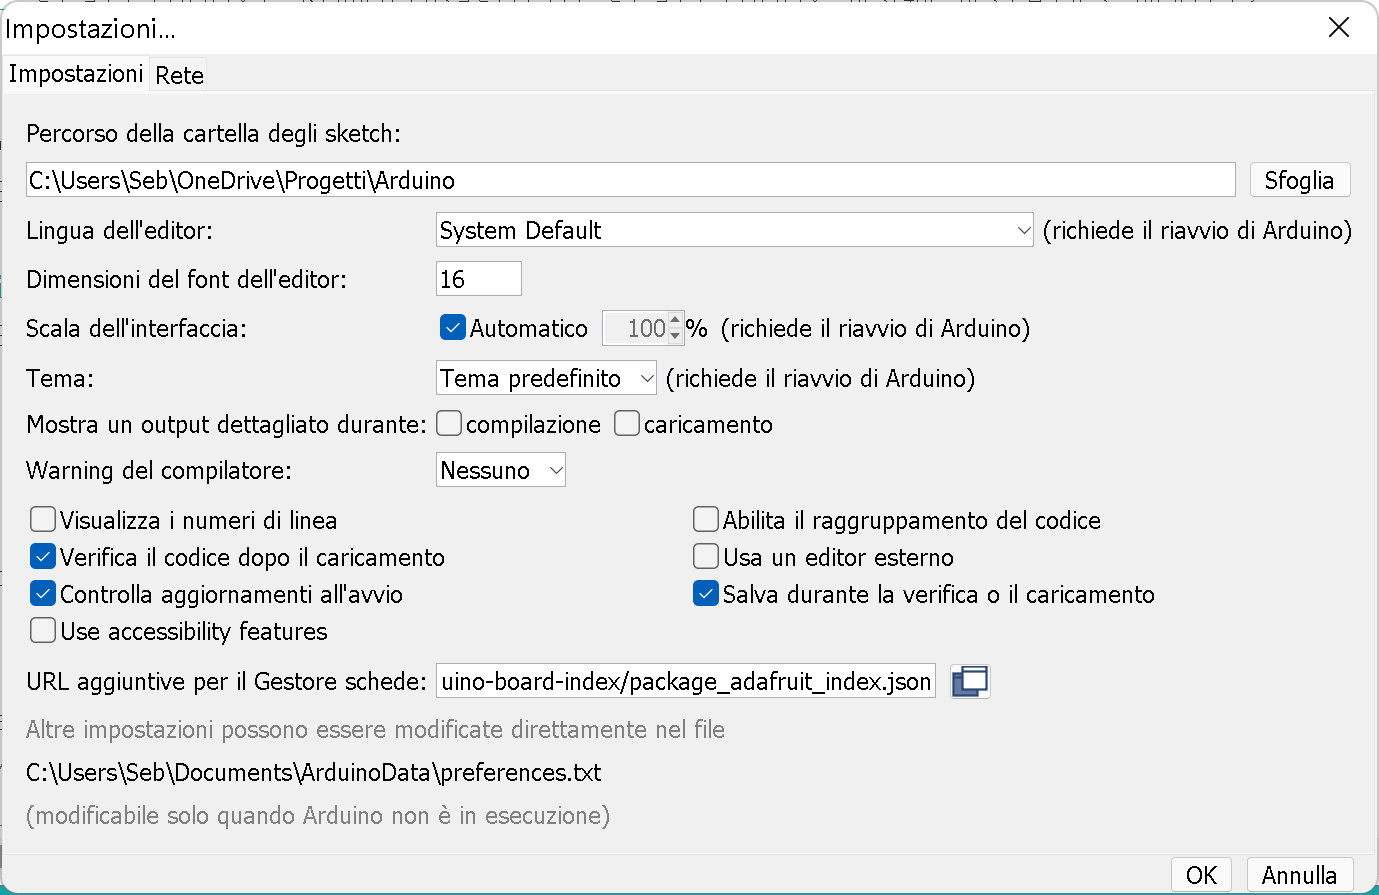 Impostazioni...
Impostazioni Rete
Percorso della cartella degli sketch:
C:\Users\Seb\OneDrive\Progetti\Arduino Sfoglia
Lingua dell'editor: System Default (richiede il riavvio di Arduino)
Dimensioni del font dell'editor: 16
Scala dell'interfaccia: Automatico 100 % (richiede il riavvio di Arduino)
Tema: Tema predefinito (richiede il riavvio di Arduino)
Mostra un output dettagliato durante: compilazione caricamento
Warning del compilatore: Nessuno
Visualizza i numeri di linea Abilita il raggruppamento del codice
Verifica il codice dopo il caricamento Usa un editor esterno
Controlla aggiornamenti all'avvio Salva durante la verifica o il caricamento
Use accessibility features
URL aggiuntive per il Gestore schede: uino-board-index/package_adafruit_index.json
Altre impostazioni possono essere modificate direttamente nel file
C:\Users\Seb\Documents\ArduinoData\preferences.txt
(modificabile solo quando Arduino non è in esecuzione)
OK Annulla